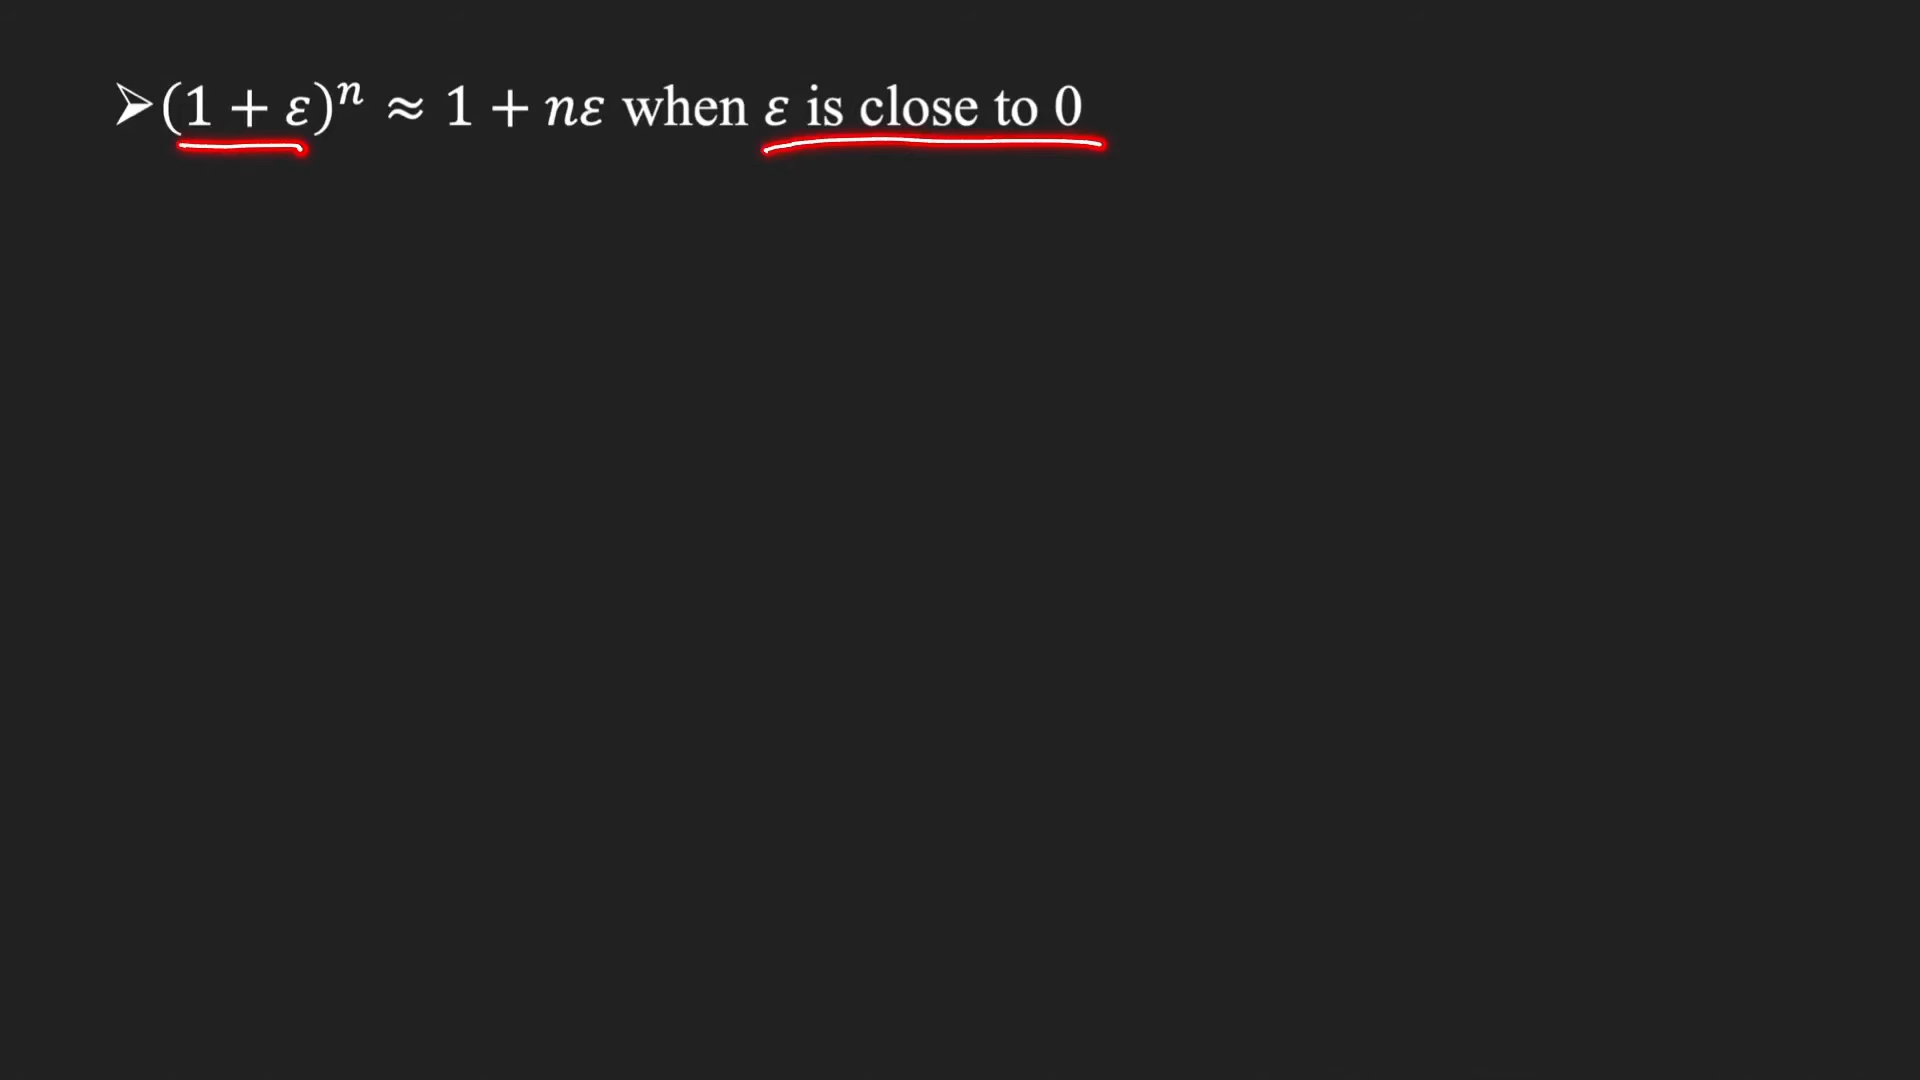 ➢(1 + ε)ⁿ ≈ 1 + nε when ε is close to 0